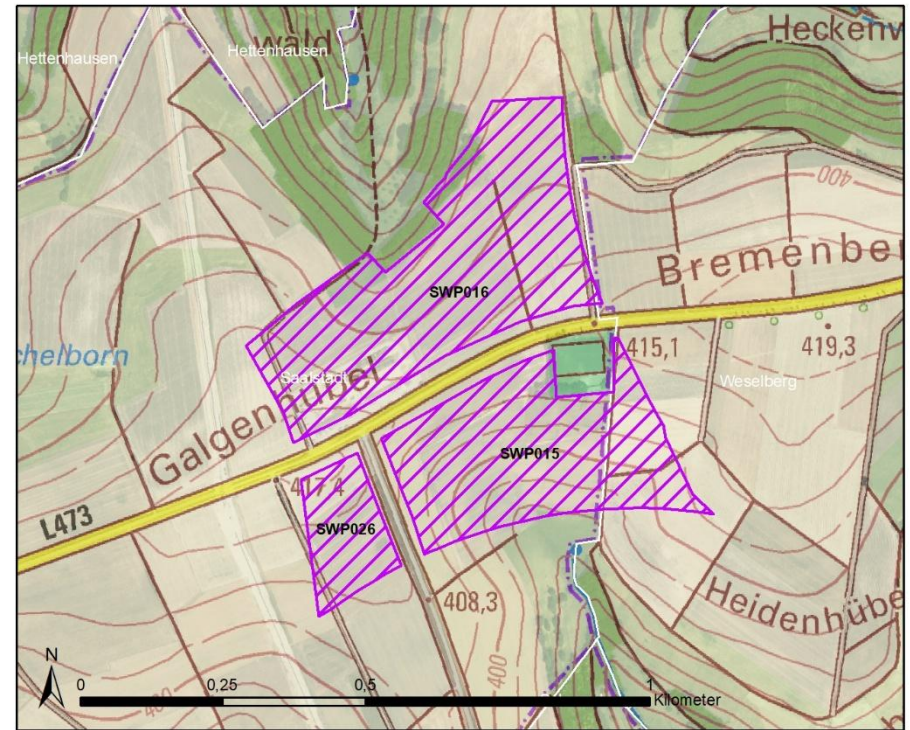 wald
Heckenw
Hettenhausen
Hettenhausen
400
Bremenber
SWP016
415,1
419,3
chelborn
Saalstadt
Weselberg
Galgenhübel
SWP015
417,4
L473
SWP026
408,3
Heidenhübe
400
N
0
0,25
0,5
1
Kilometer
400